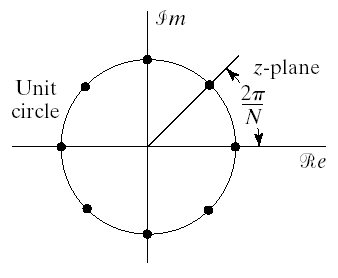 ℐm
z-plane
Unit
circle
2π
N
ℛe